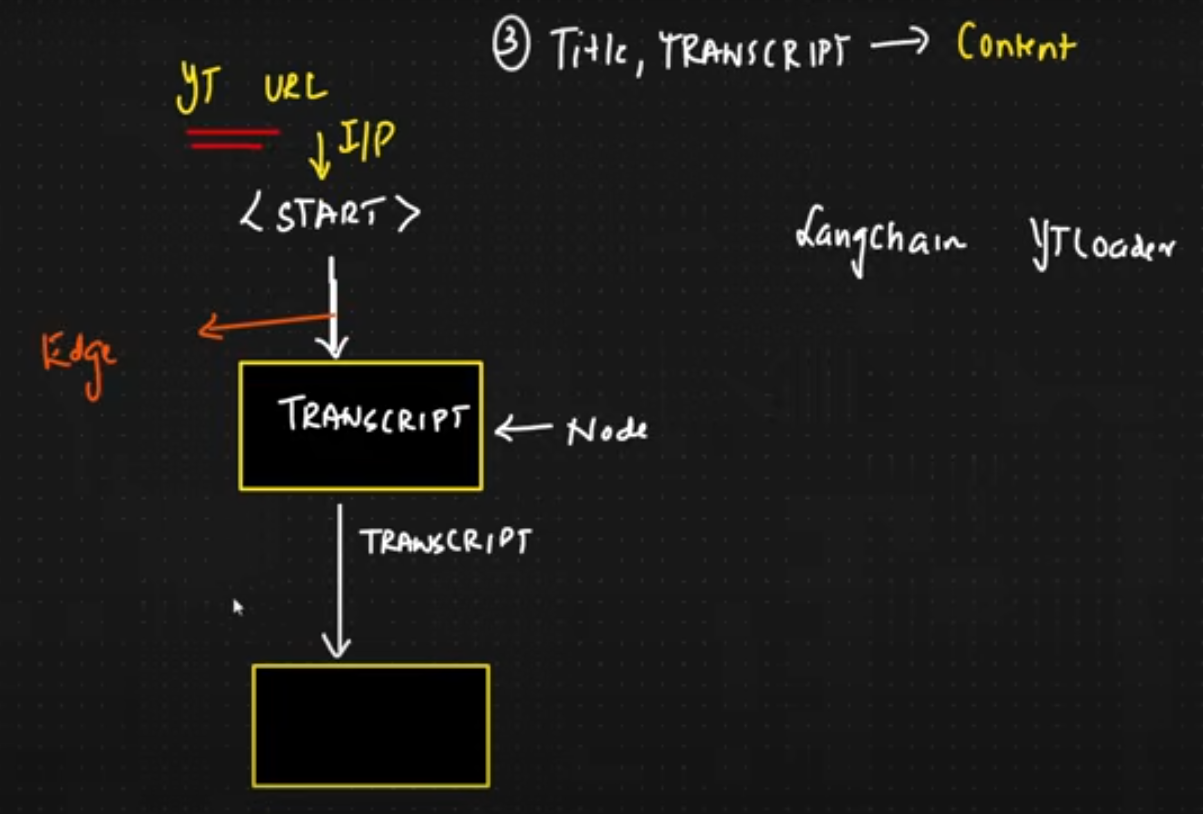 ③ Title, TRANSCRIPT → Content
YT URL
↓ I/P
<START>
Langchain YTLoader
Edge
TRANSCRIPT
← Node
TRANSCRIPT